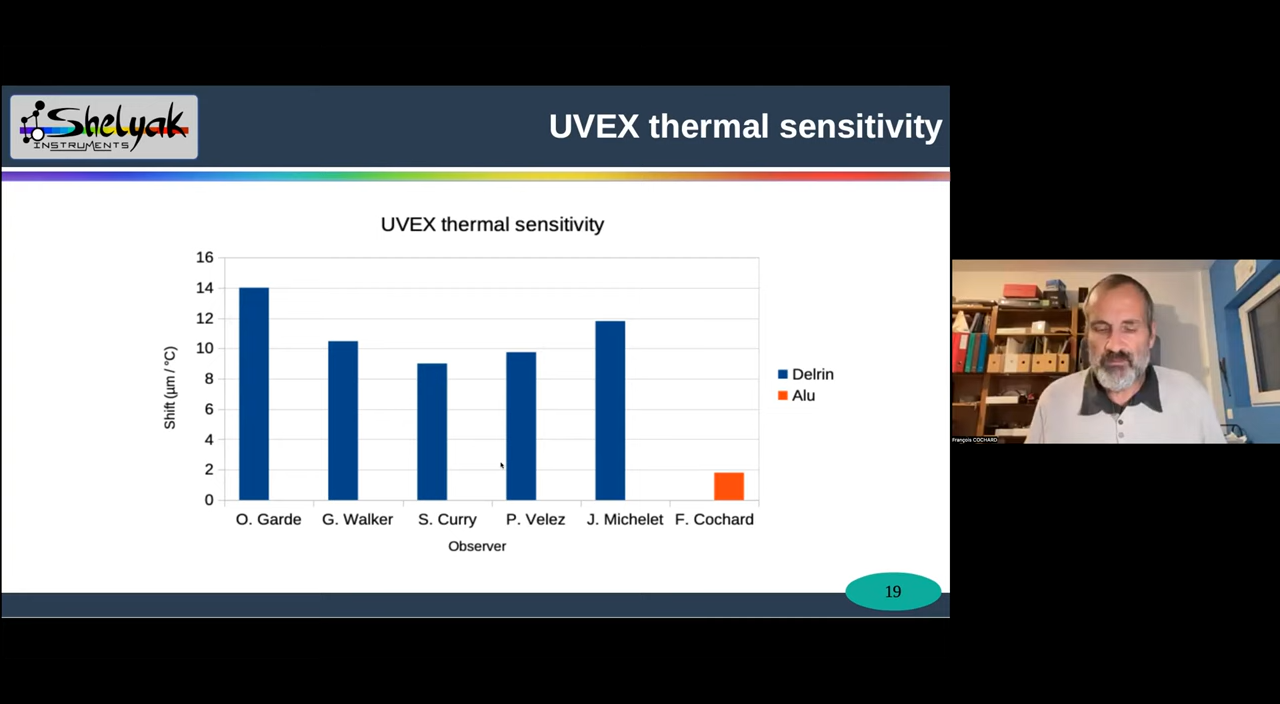 Shelyak
INSTRUMENTS
UVEX thermal sensitivity
UVEX thermal sensitivity
16
14
12
10
8
6
4
2
0
Shift (µm / °C)
O. Garde
G. Walker
S. Curry
P. Velez
J. Michelet
F. Cochard
Observer
Delrin
Alu
19
François COCHARD